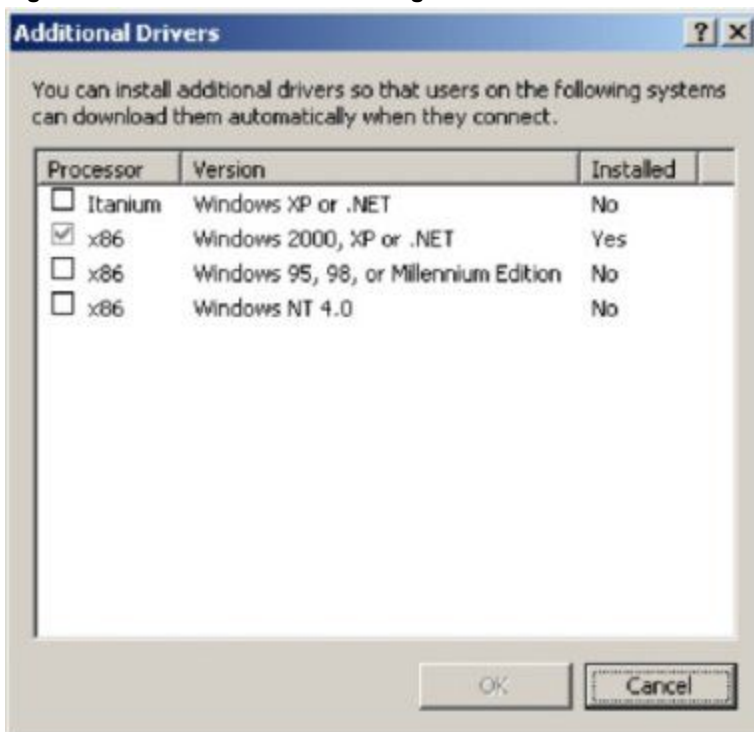 Additional Drivers
You can install additional drivers so that users on the following systems
can download them automatically when they connect.
Processor Version Installed
Itanium Windows XP or .NET No
x86 Windows 2000, XP or .NET Yes
x86 Windows 95, 98, or Millennium Edition No
x86 Windows NT 4.0 No
OK Cancel